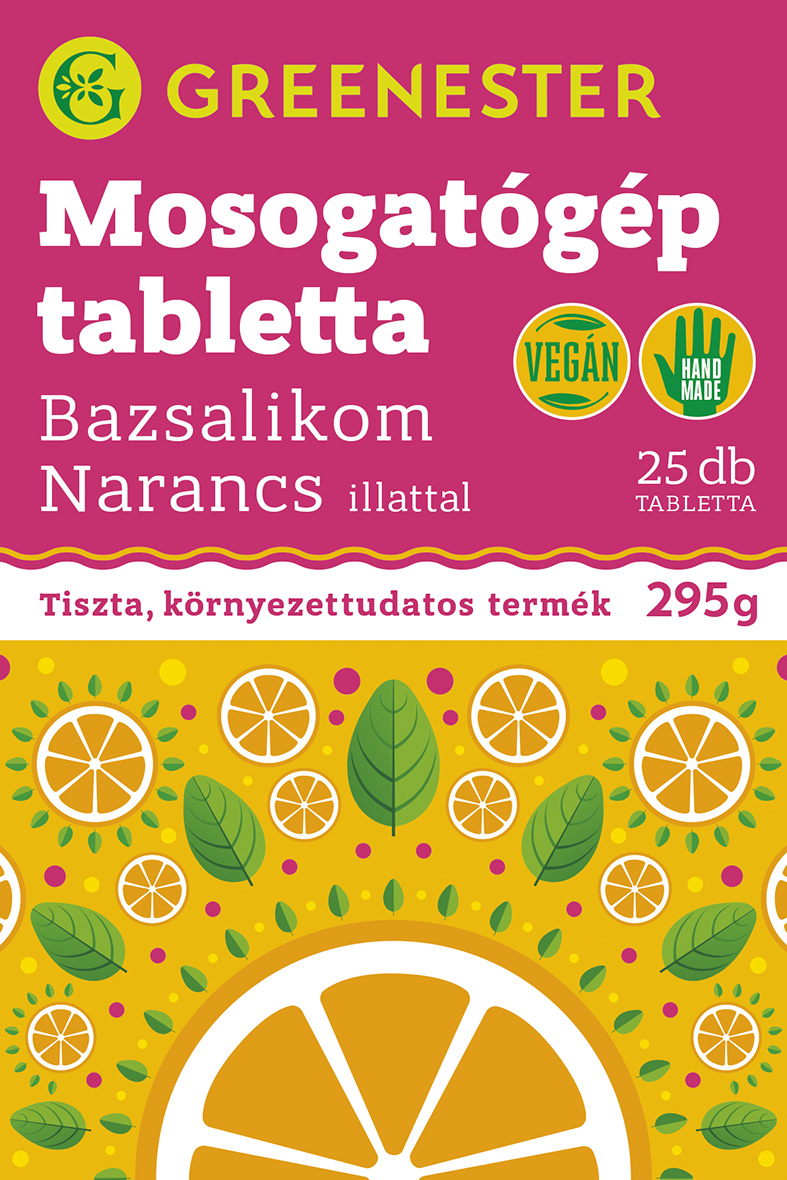 G GREENESTER
Mosogatógép
tabletta
VEGÁN
HAND
MADE
Bazsalikom
Narancs illattal
25 db
TABLETTA
Tiszta, környezettudatos termék 295g